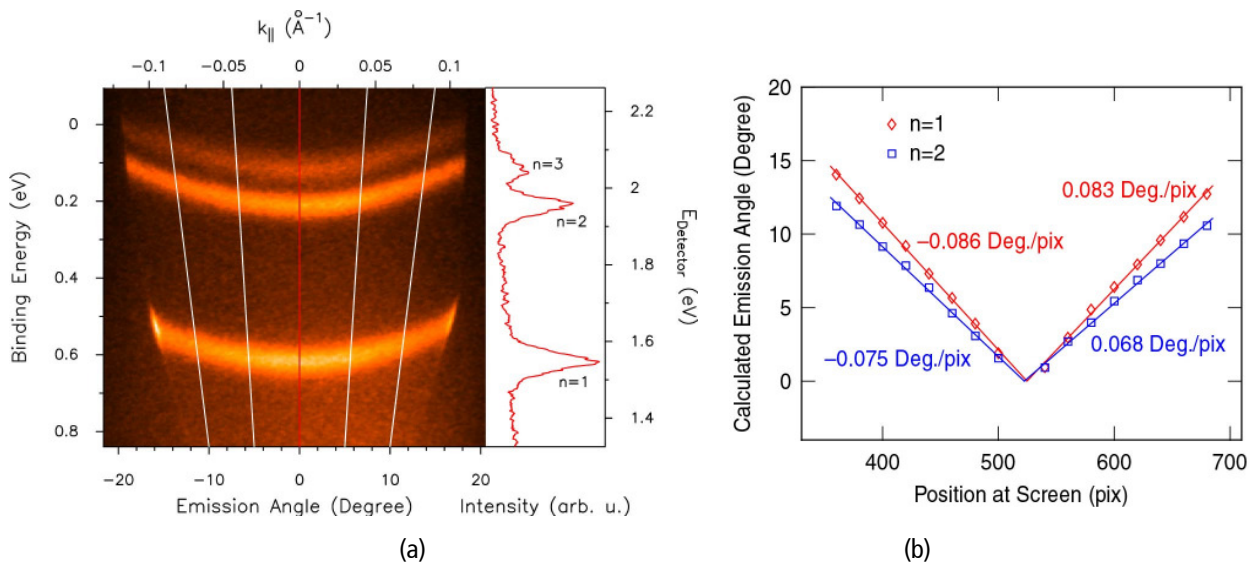 k|| (Å−1)
−0.1 −0.05 0 0.05 0.1
0
0.2
0.4
0.6
0.8
Binding Energy (eV)
−20 −10 0 10 20
Emission Angle (Degree)
n=3
n=2
n=1
Intensity (arb. u.)
2.2
2
1.8
1.6
1.4
EDetector (eV)
(a)
20
15
10
5
0
Calculated Emission Angle (Degree)
n=1
n=2
0.083 Deg./pix
−0.086 Deg./pix
−0.075 Deg./pix
0.068 Deg./pix
400 500 600 700
Position at Screen (pix)
(b)